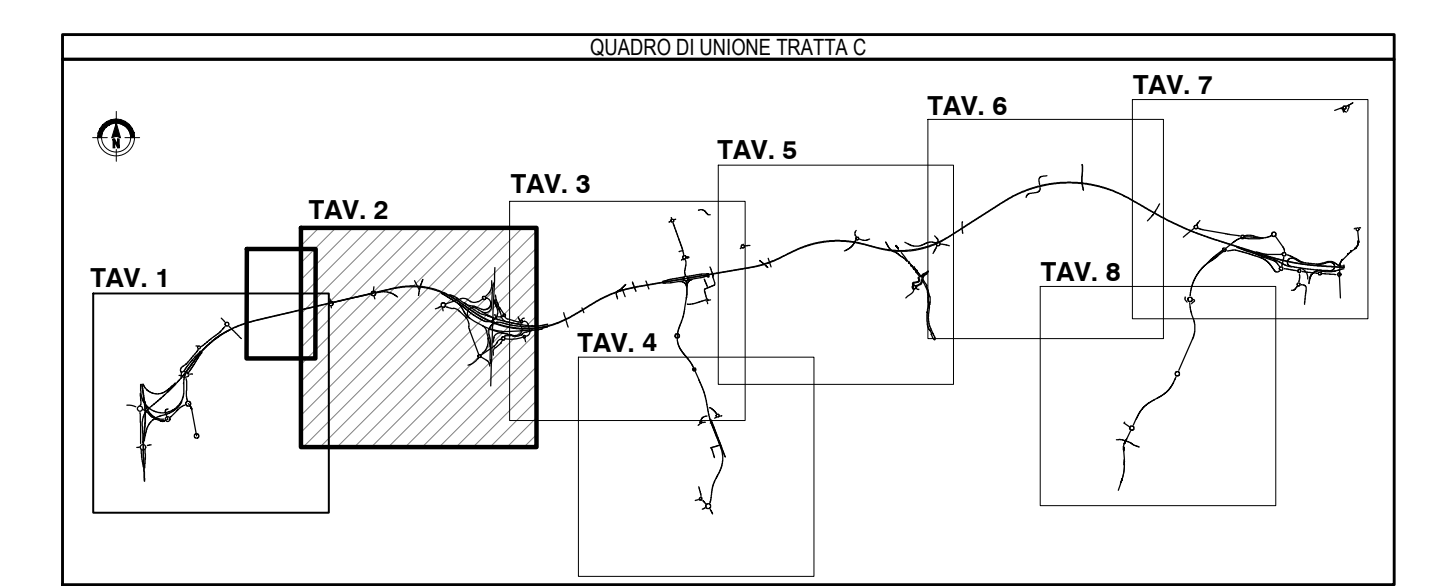 QUADRO DI UNIONE TRATTA C
TAV. 7
TAV. 6
TAV. 5
TAV. 3
TAV. 2
TAV. 1
TAV. 8
TAV. 4
N